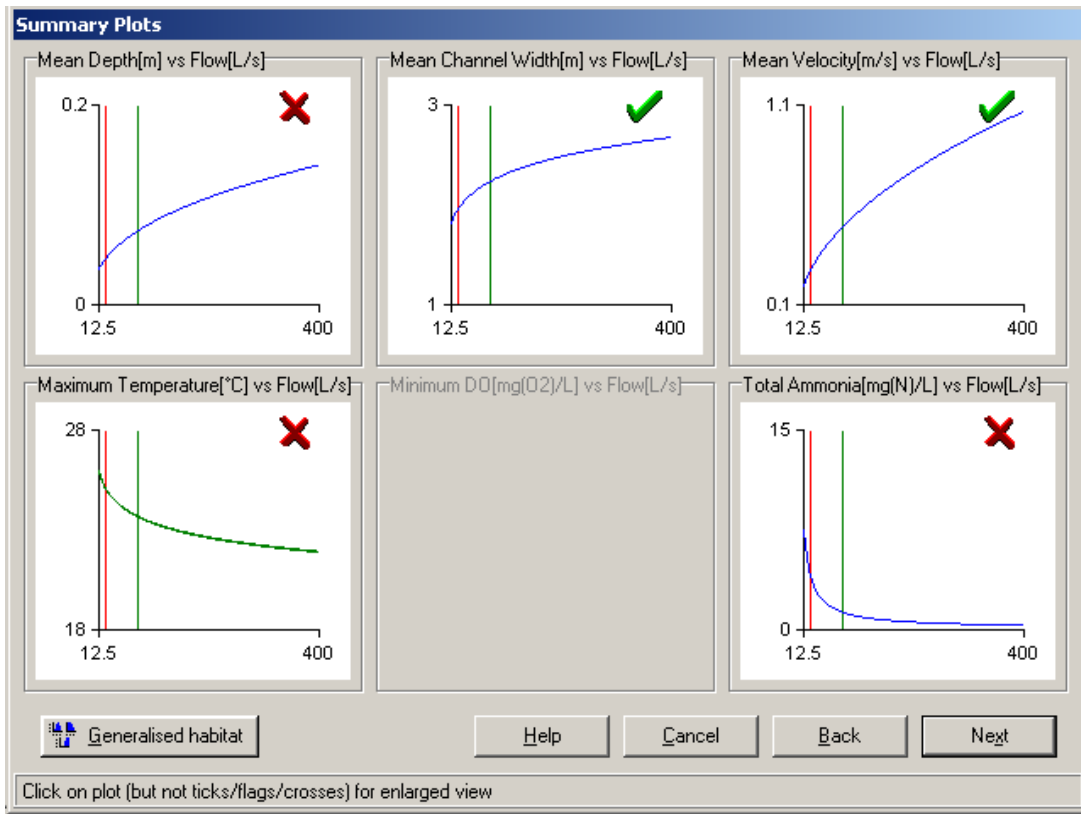 Summary Plots
Mean Depth[m] vs Flow[L/s]
0.2
0
12.5
400
Mean Channel Width[m] vs Flow[L/s]
3
1
12.5
400
Mean Velocity[m/s] vs Flow[L/s]
1.1
0.1
12.5
400
Maximum Temperature[°C] vs Flow[L/s]
28
18
12.5
400
Minimum DO[mg(O2)/L] vs Flow[L/s]
Total Ammonia[mg(N)/L] vs Flow[L/s]
15
0
12.5
400
Generalised habitat
Help
Cancel
Back
Next
Click on plot (but not ticks/flags/crosses) for enlarged view